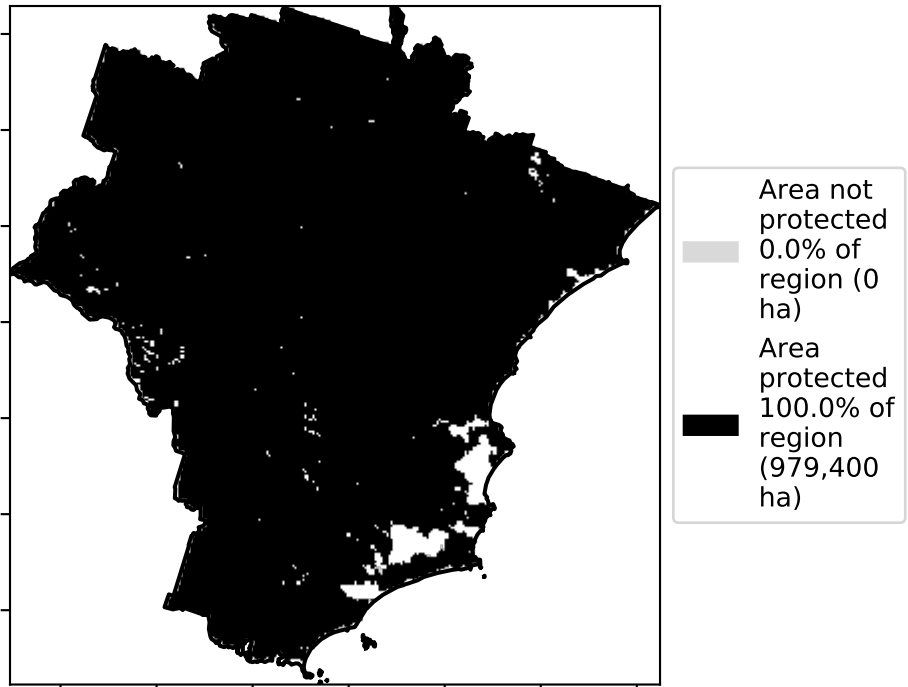 Area not
protected
0.0% of
region (0
ha)
Area
protected
100.0% of
region
(979,400
ha)